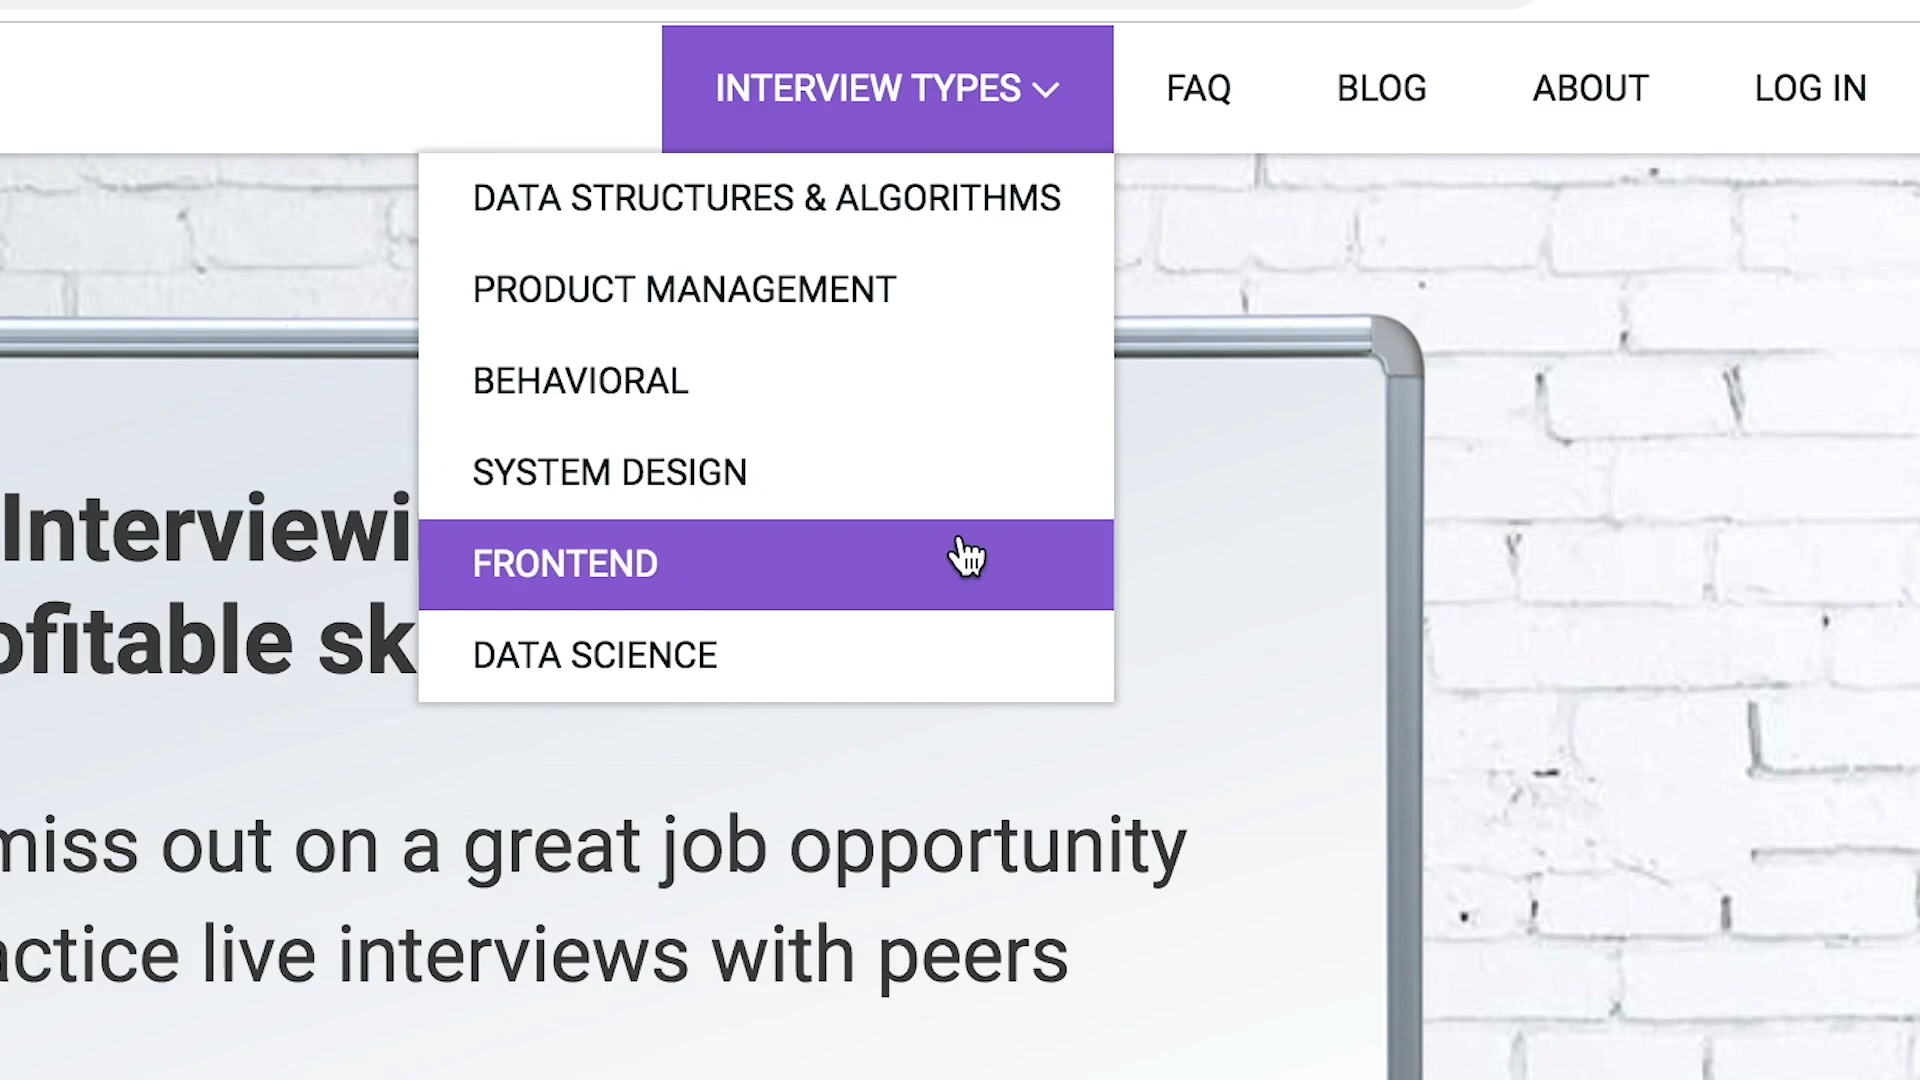 INTERVIEW TYPES FAQ BLOG ABOUT LOG IN
DATA STRUCTURES & ALGORITHMS
PRODUCT MANAGEMENT
BEHAVIORAL
SYSTEM DESIGN
FRONTEND
DATA SCIENCE
Interviewi
ofitable sk
miss out on a great job opportunity
actice live interviews with peers